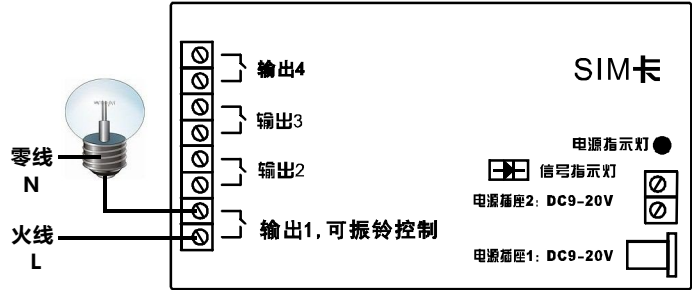 输出4
SIM卡
输出3
电源指示灯
零线
N
输出2
信号指示灯
电源插座2: DC9-20V
火线
L
输出1,可振铃控制
电源插座1: DC9-20V